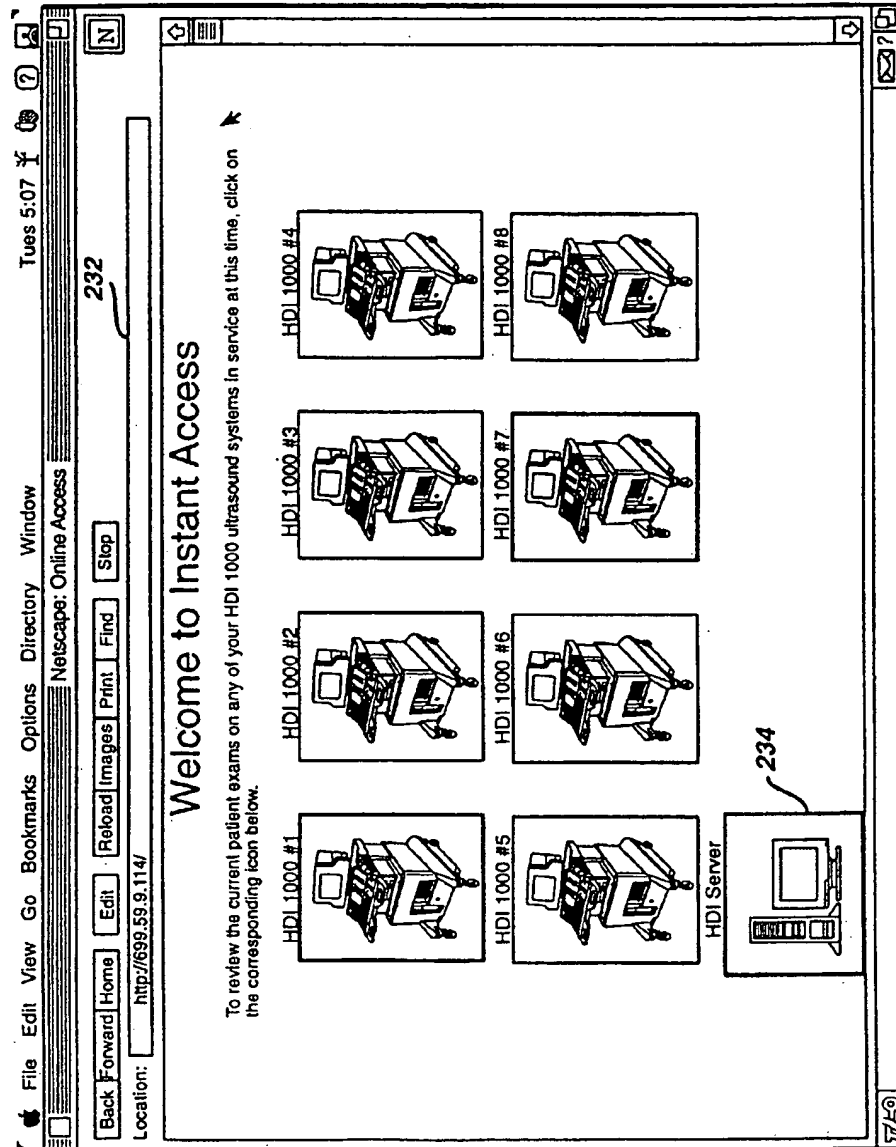 File Edit View Go Bookmarks Options Directory Window Tues 5:07 ?
Netscape: Online Access
Back Forward Home Edit Reload Images Print Find Stop
N
Location: http://699.59.9.114/
232
Welcome to Instant Access
To review the current patient exams on any of your HDI 1000 ultrasound systems in service at this time, click on
the corresponding icon below.
HDI 1000 #1 HDI 1000 #2 HDI 1000 #3 HDI 1000 #4
HDI 1000 #5 HDI 1000 #6 HDI 1000 #7 HDI 1000 #8
HDI Server
234
?